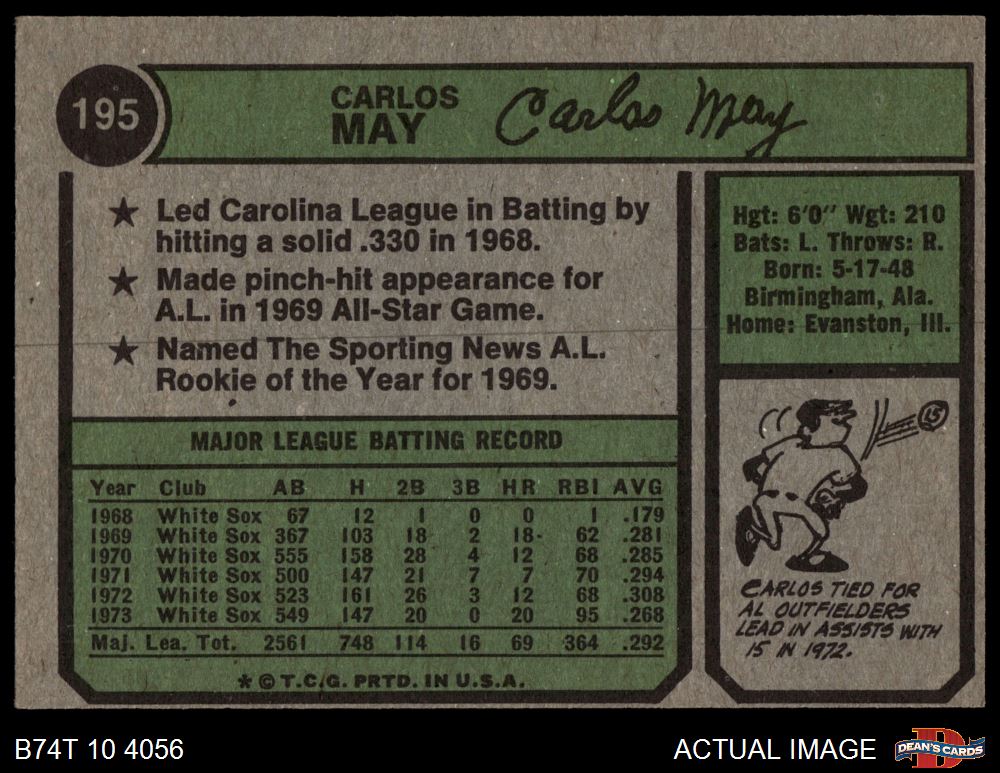 195
CARLOS
MAY
Carlos May
★ Led Carolina League in Batting by
hitting a solid .330 in 1968.
★ Made pinch-hit appearance for
A.L. in 1969 All-Star Game.
★ Named The Sporting News A.L.
Rookie of the Year for 1969.
Hgt: 6'0" Wgt: 210
Bats: L. Throws: R.
Born: 5-17-48
Birmingham, Ala.
Home: Evanston, Ill.
MAJOR LEAGUE BATTING RECORD
Year Club AB H 2B 3B HR RBI AVG
1968 White Sox 67 12 1 0 0 1 .179
1969 White Sox 367 103 18 2 18 62 .281
1970 White Sox 555 158 28 4 12 68 .285
1971 White Sox 500 147 21 7 7 70 .294
1972 White Sox 523 161 26 3 12 68 .308
1973 White Sox 549 147 20 0 20 95 .268
Maj. Lea. Tot. 2561 748 114 16 69 364 .292
* © T.C.G. PRTD. IN U.S.A.
15
CARLOS TIED FOR
AL OUTFIELDERS
LEAD IN ASSISTS WITH
15 IN 1972.
B74T 10 4056
ACTUAL IMAGE
DEAN'S CARDS